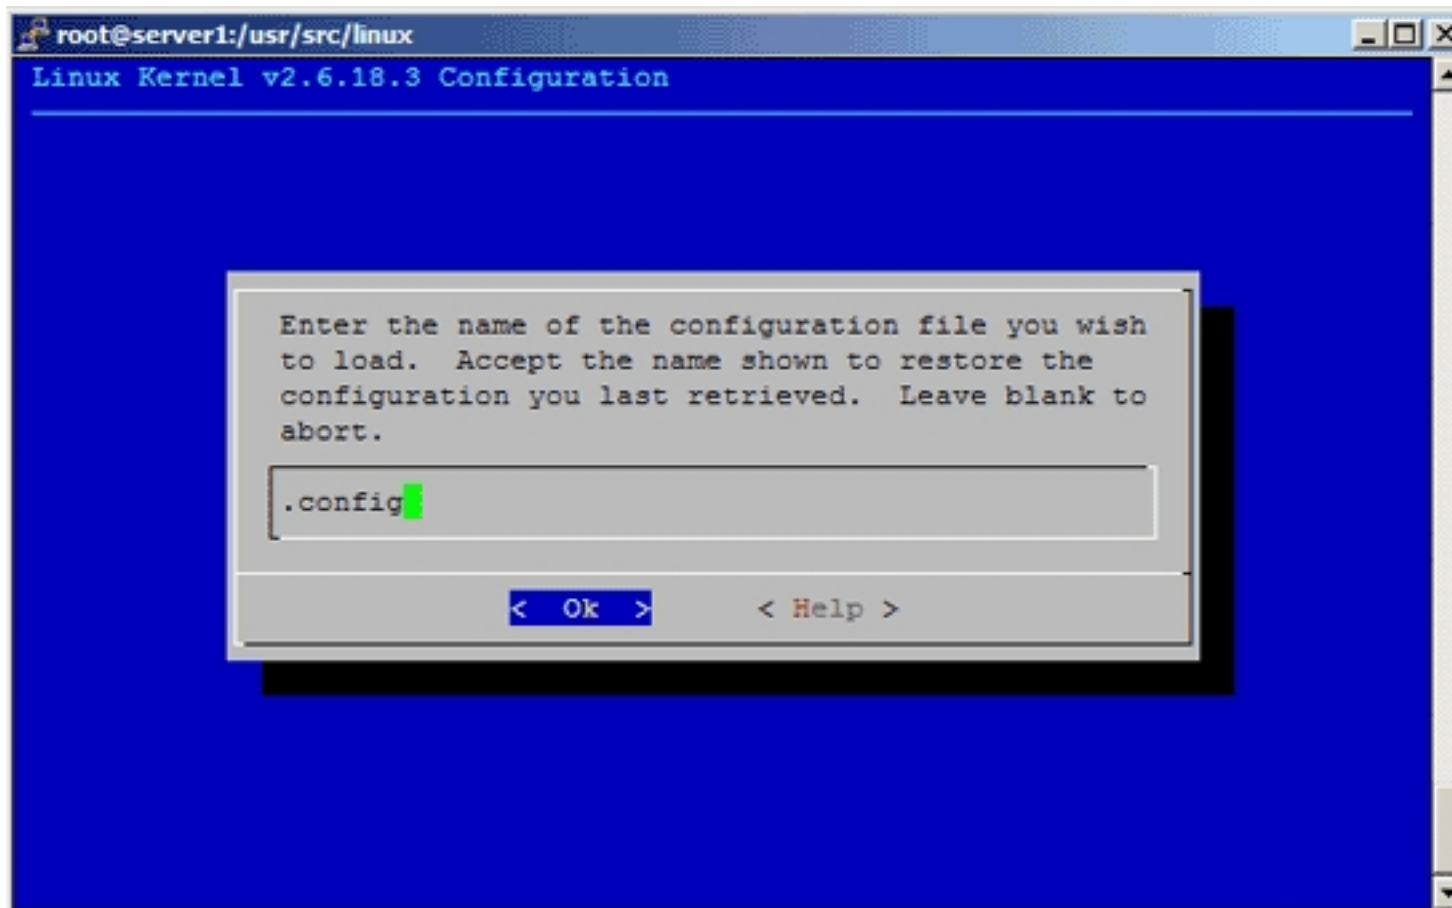 root@server1:/usr/src/linux
Linux Kernel v2.6.18.3 Configuration
Enter the name of the configuration file you wish
to load.  Accept the name shown to restore the
configuration you last retrieved.  Leave blank to
abort.
.config
<  Ok  > < Help >